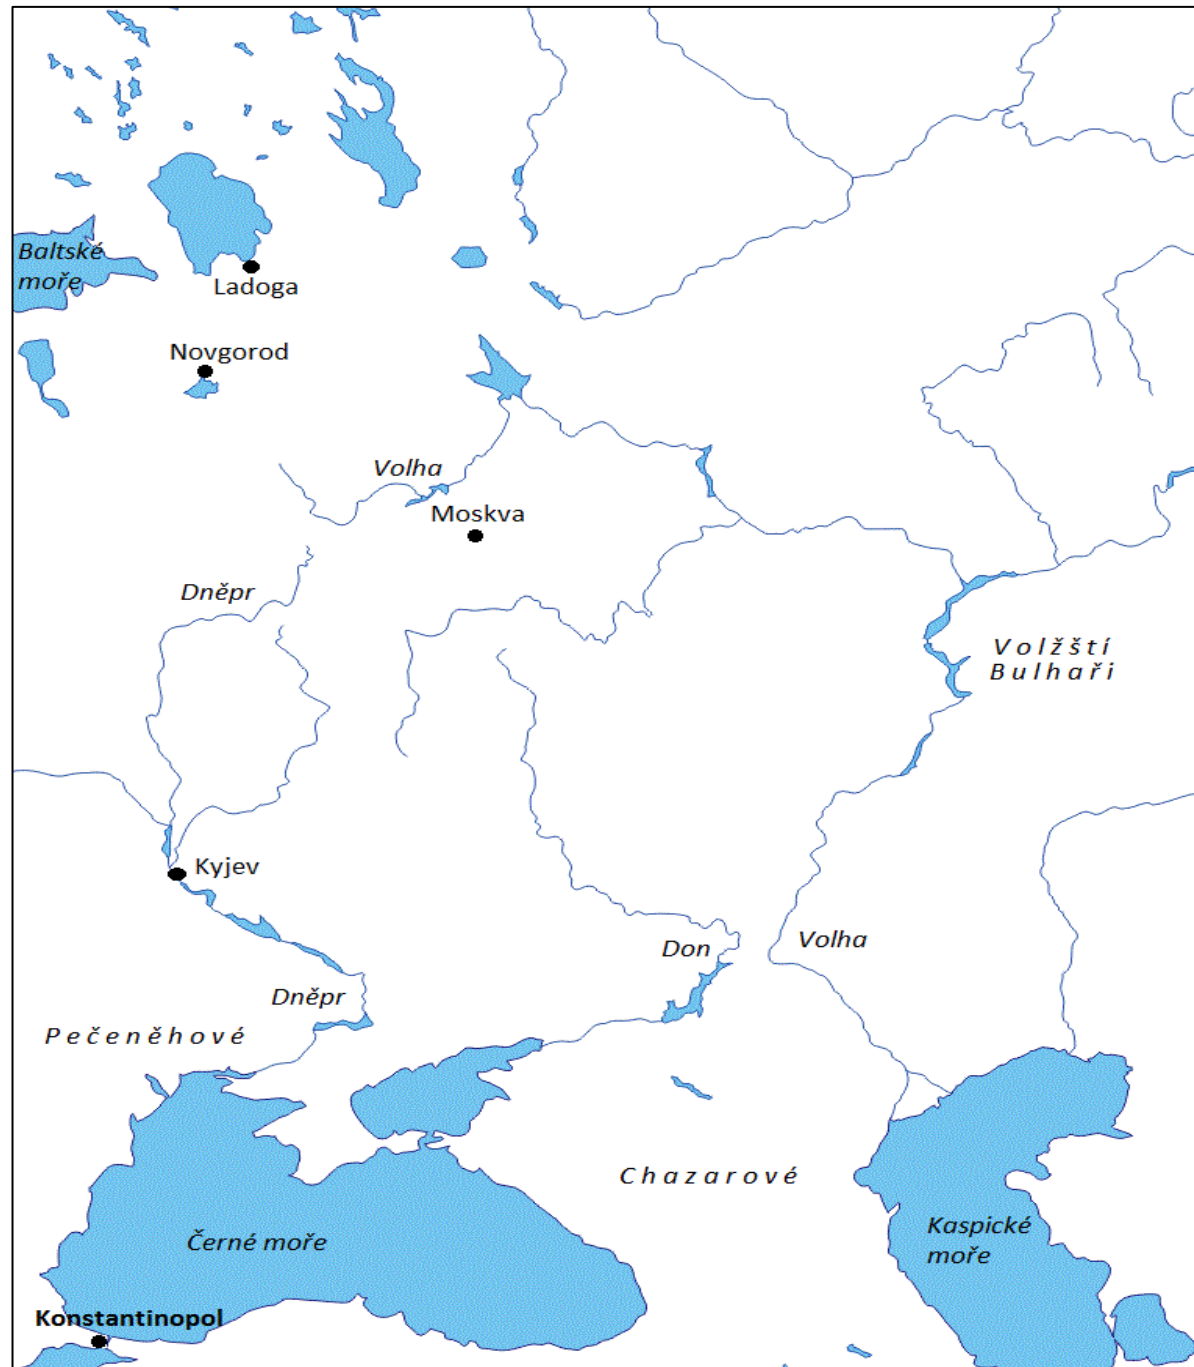 Baltské
moře
Ladoga
Novgorod
Volha
Moskva
Dněpr
Volžští
Bulhaři
Kyjev
Don
Volha
Dněpr
Pečeněhové
Chazarové
Černé moře
Kaspické
moře
Konstantinopol